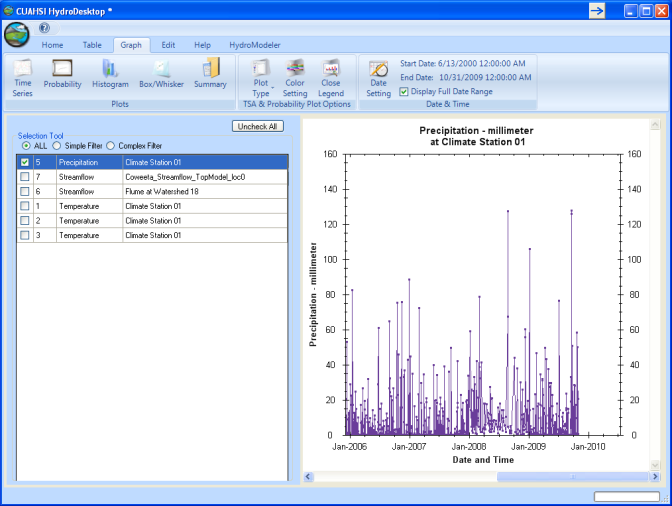 CUAHSI HydroDesktop *
Home Table Graph Edit Help HydroModeler
Time Series Probability Histogram Box/Whisker Summary
Plots
Plot Type Color Setting Close Legend
TSA & Probability Plot Options
Date Setting
Start Date: 6/13/2000 12:00:00 AM
End Date: 10/31/2009 12:00:00 AM
Display Full Date Range
Date & Time
Uncheck All
Selection Tool
ALL Simple Filter Complex Filter
5 Precipitation Climate Station 01
7 Streamflow Coweeta_Streamflow_TopModel_loc0
6 Streamflow Flume at Watershed 18
1 Temperature Climate Station 01
2 Temperature Climate Station 01
3 Temperature Climate Station 01
Precipitation - millimeter
at Climate Station 01
Precipitation - millimeter
160 160
140 140
120 120
100 100
80 80
60 60
40 40
20 20
0 0
Jan-2006 Jan-2007 Jan-2008 Jan-2009 Jan-2010
Date and Time